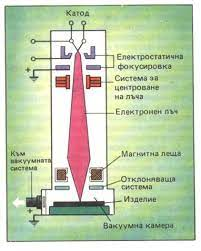 Катод
Електростатична
фокусировка
Система за
центроване
на лъча
Електронен лъч
Към
вакуумната
система
Магнитна леща
Отклоняваща
система
Изделие
Вакуумна камера